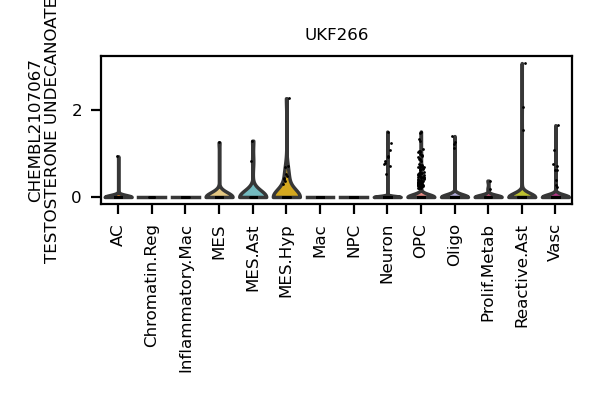 UKF266
CHEMBL2107067
TESTOSTERONE UNDECANOATE
2
0
AC
Chromatin.Reg
Inflammatory.Mac
MES
MES.Ast
MES.Hyp
Mac
NPC
Neuron
OPC
Oligo
Prolif.Metab
Reactive.Ast
Vasc